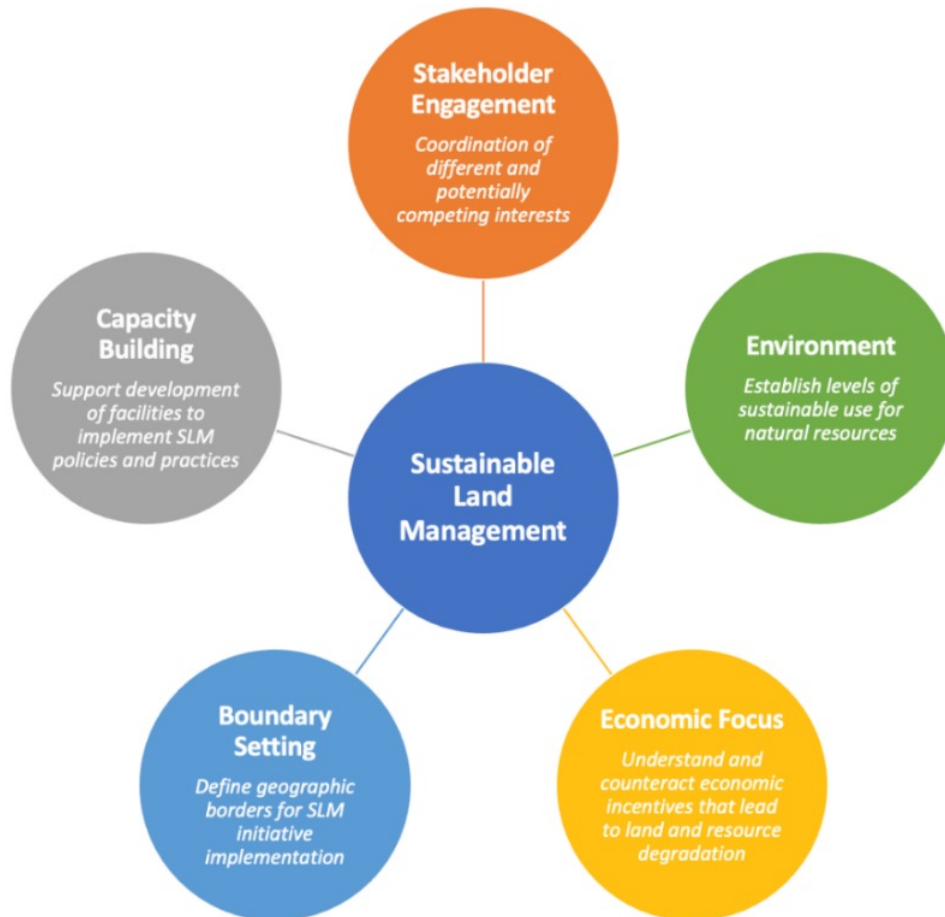 Stakeholder
Engagement
Coordination of
different and
potentially
competing interests
Capacity
Building
Support development
of facilities to
implement SLM
policies and practices
Environment
Establish levels of
sustainable use for
natural resources
Sustainable
Land
Management
Boundary
Setting
Define geographic
borders for SLM
initiative
implementation
Economic Focus
Understand and
counteract economic
incentives that lead
to land and resource
degradation